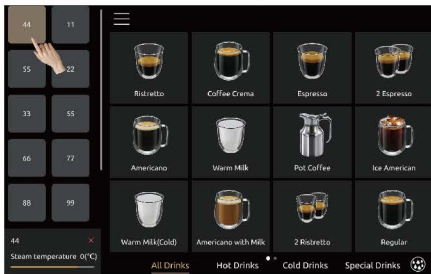 44 11
55 22
33 55
66 77
88 99
44 ×
Steam temperature 0(°C)
Ristretto Coffee Crema Espresso 2 Espresso
Americano Warm Milk Pot Coffee Ice American
Warm Milk(Cold) Americano with Milk 2 Ristretto Regular
All Drinks Hot Drinks Cold Drinks Special Drinks